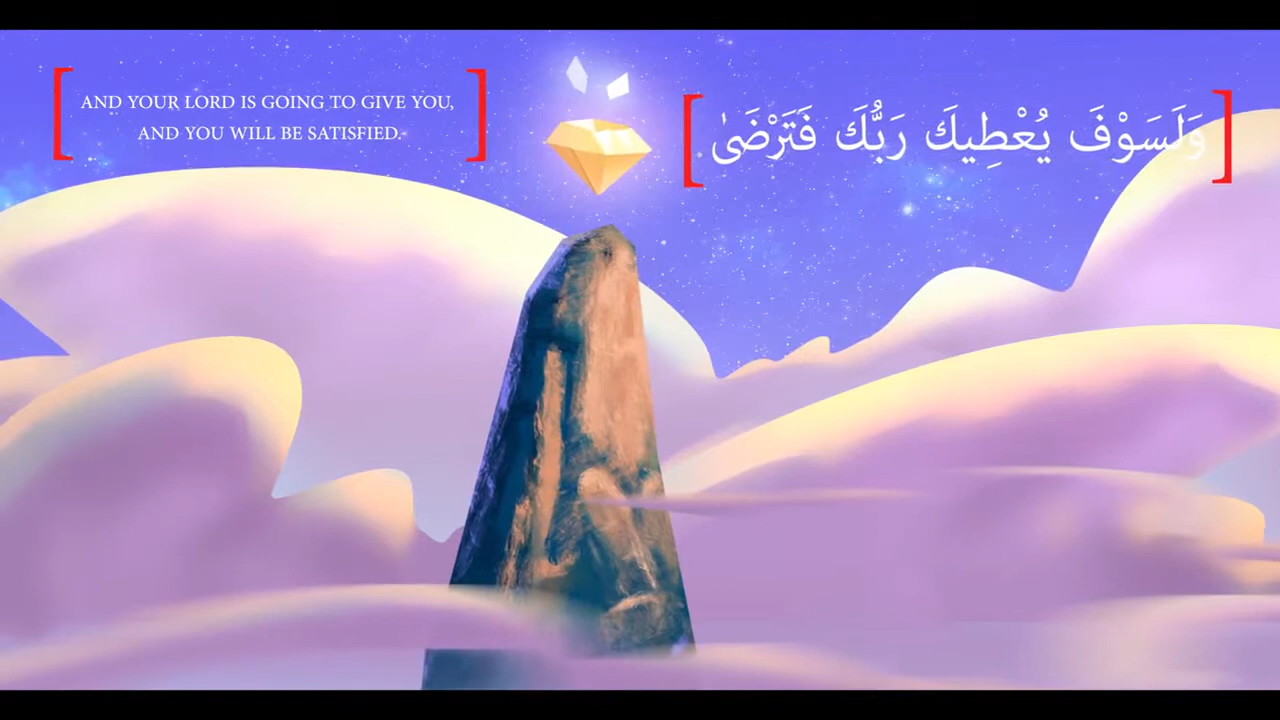 AND YOUR LORD IS GOING TO GIVE YOU,
AND YOU WILL BE SATISFIED.
وَلَسَوْفَ يُعْطِيكَ رَبُّكَ فَتَرْضَىٰ